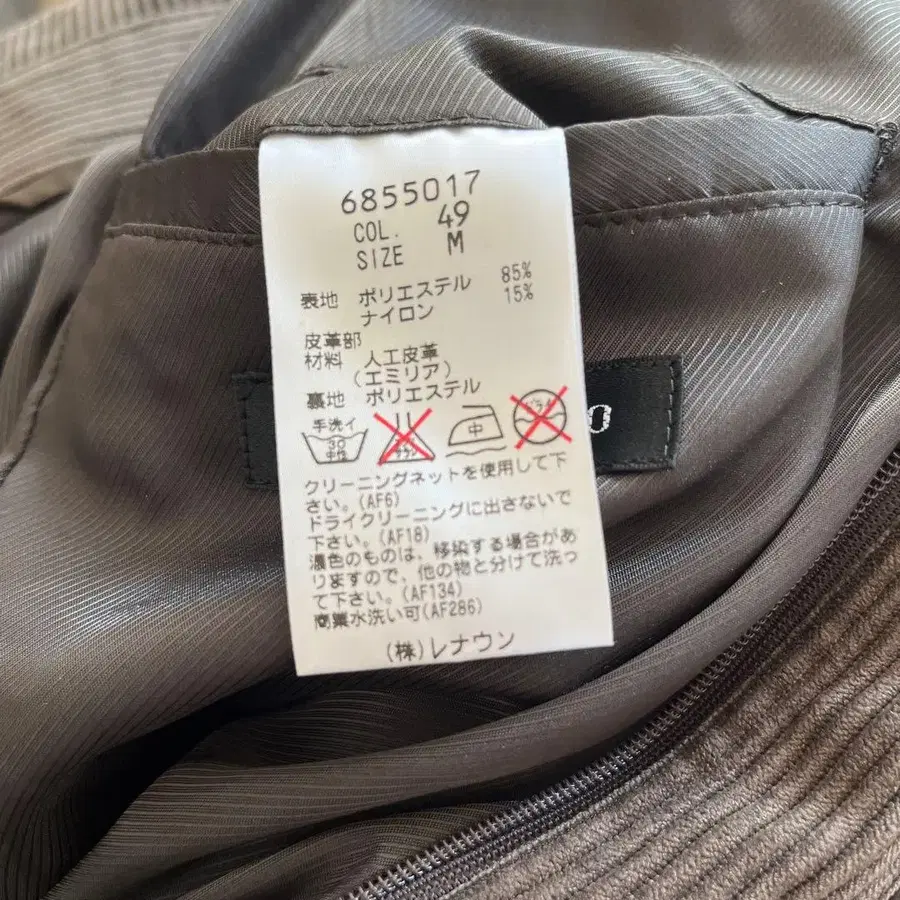 6855017
COL. 49
SIZE M
表地 ポリエステル 85%
ナイロン 15%
皮革部
材料 人工皮革
(エミリア)
裏地 ポリエステル
手洗イ
30
中性
中
ドライ
クリーニングネットを使用して下
さい。(AF6)
ドライクリーニングに出さないで
下さい。(AF18)
濃色のものは、移染する場合があ
りますので、他の物と分けて洗っ
て下さい。(AF134)
商業水洗い可(AF286)
(株)レナウン